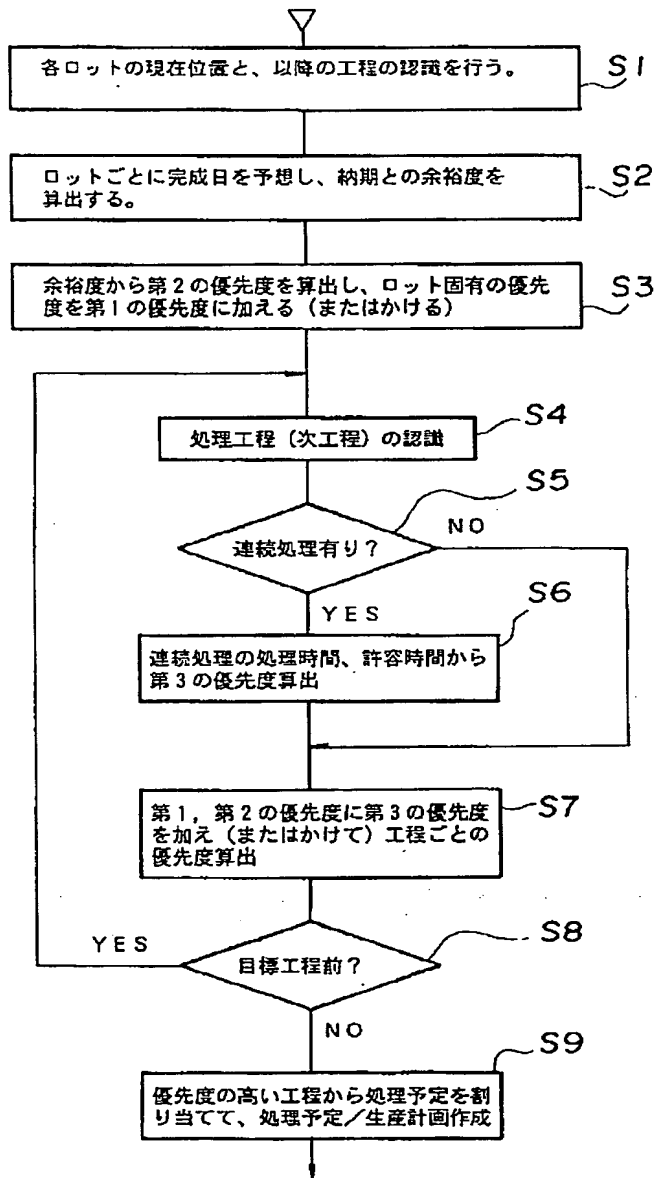 各ロットの現在位置と、以降の工程の認識を行う。
S1
ロットごとに完成日を予想し、納期との余裕度を
算出する。
S2
余裕度から第2の優先度を算出し、ロット固有の優先
度を第1の優先度に加える（またはかける）
S3
処理工程（次工程）の認識
S4
連続処理有り？
S5
NO
YES
連続処理の処理時間、許容時間から
第3の優先度算出
S6
第1，第2の優先度に第3の優先度
を加え（またはかけて）工程ごとの
優先度算出
S7
YES
目標工程前？
S8
NO
優先度の高い工程から処理予定を割
り当てて、処理予定／生産計画作成
S9